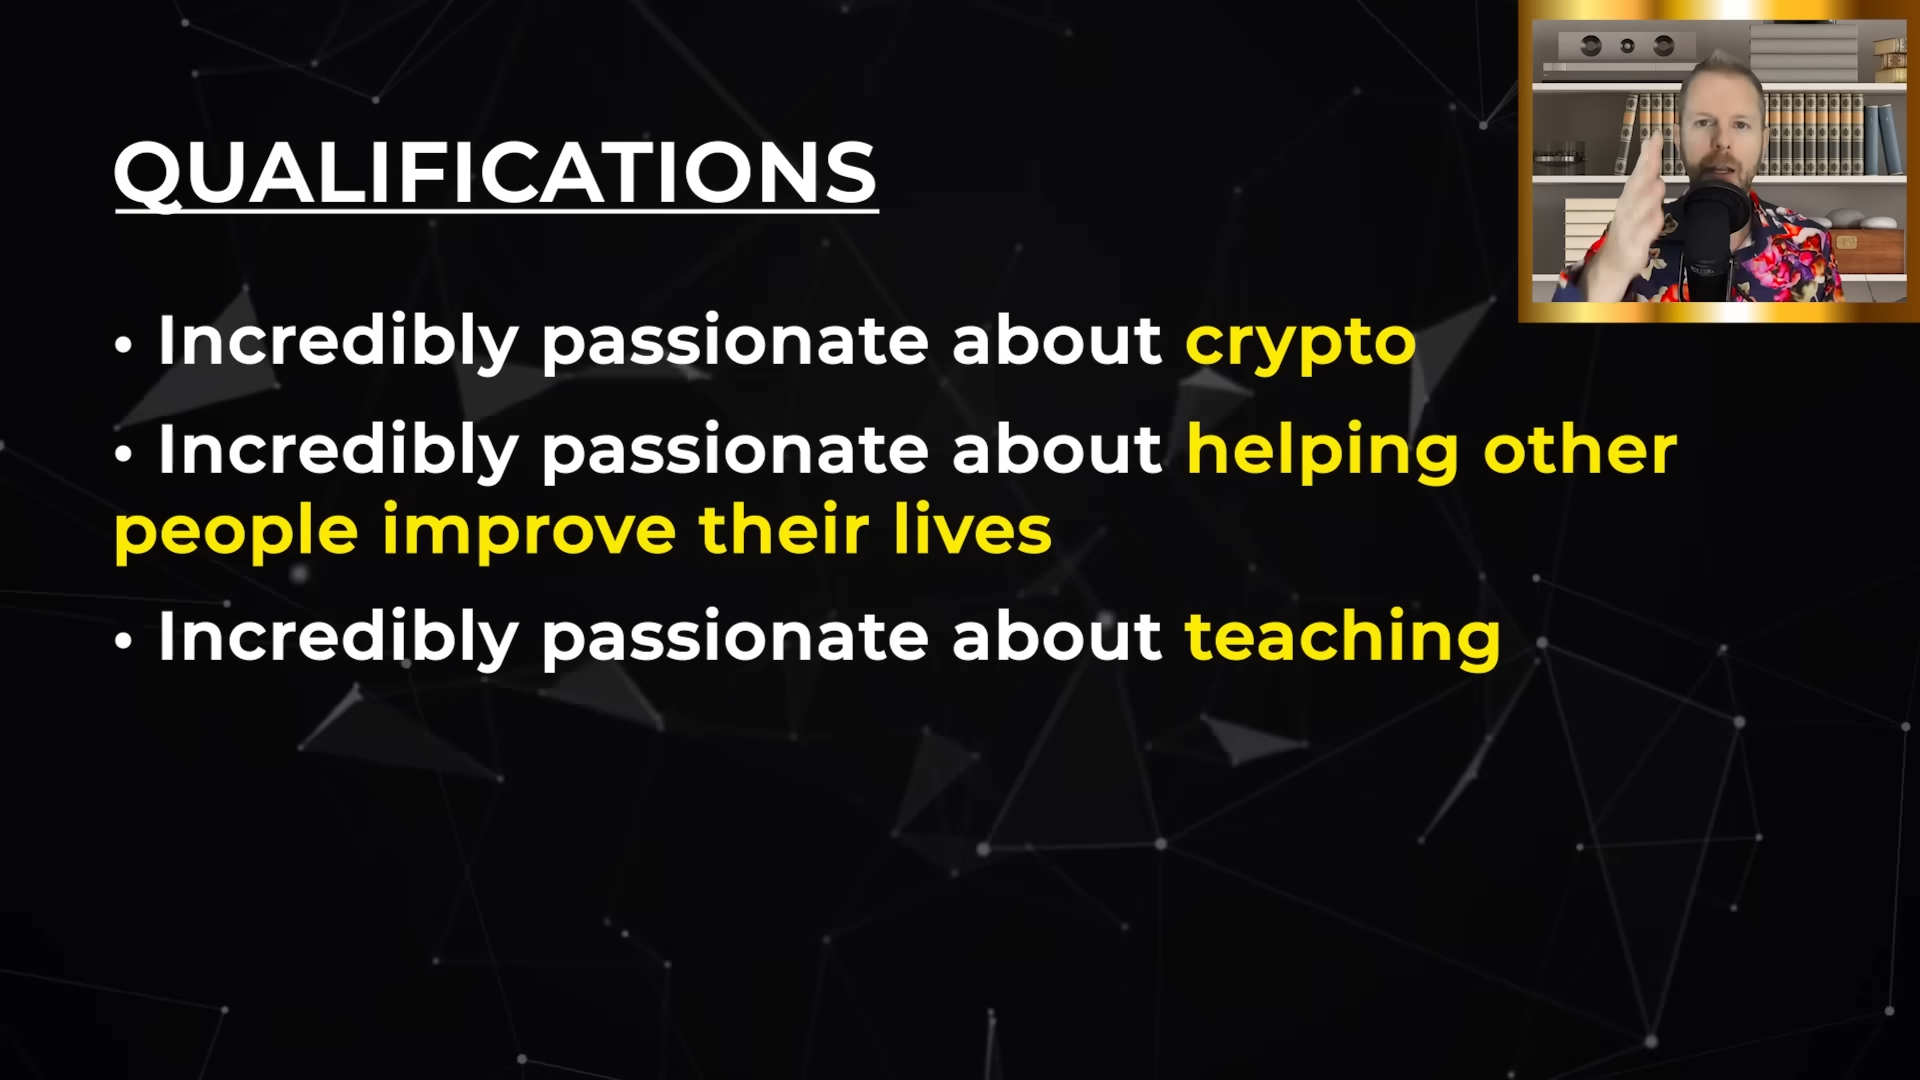 QUALIFICATIONS
• Incredibly passionate about crypto
• Incredibly passionate about helping other
people improve their lives
• Incredibly passionate about teaching